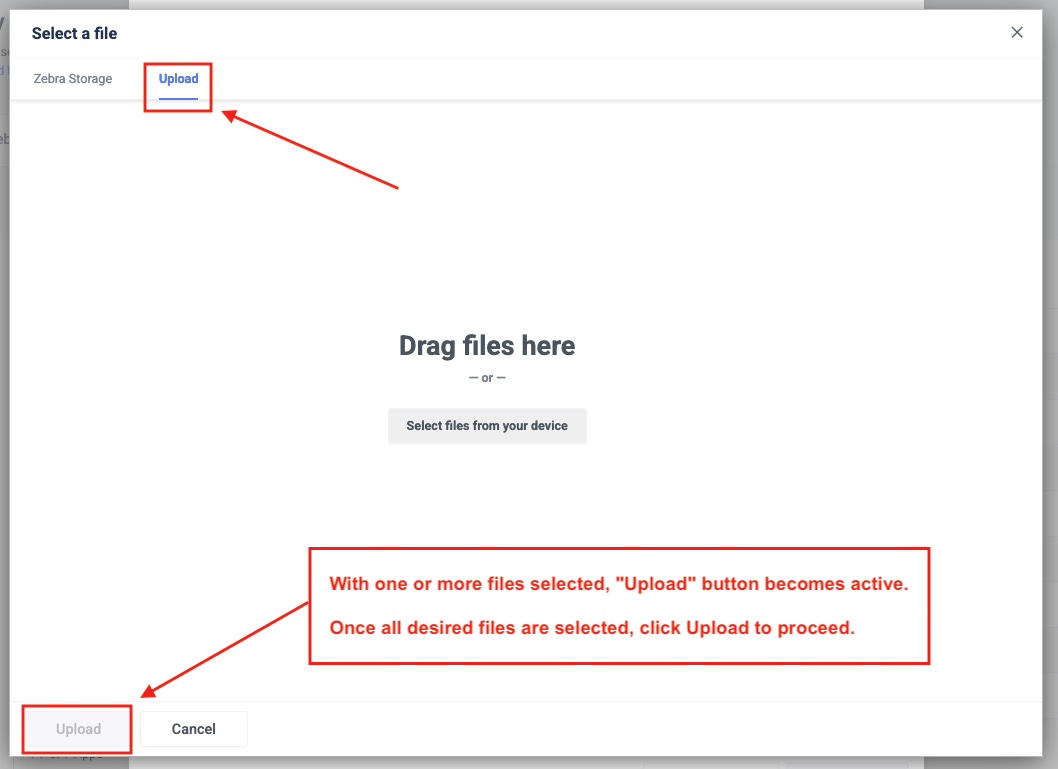 Select a file
Zebra Storage
Upload
Drag files here
— or —
Select files from your device
With one or more files selected, "Upload" button becomes active.
Once all desired files are selected, click Upload to proceed.
Upload
Cancel